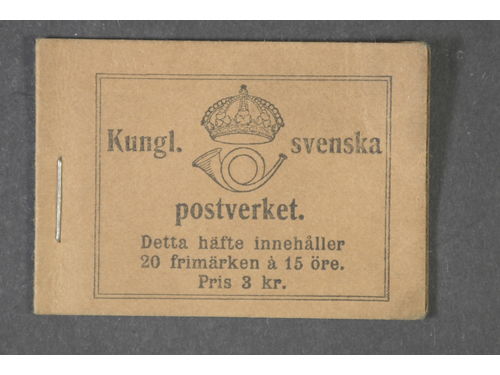 Kungl. svenska
postverket.
Detta häfte innehåller
20 frimärken à 15 öre.
Pris 3 kr.